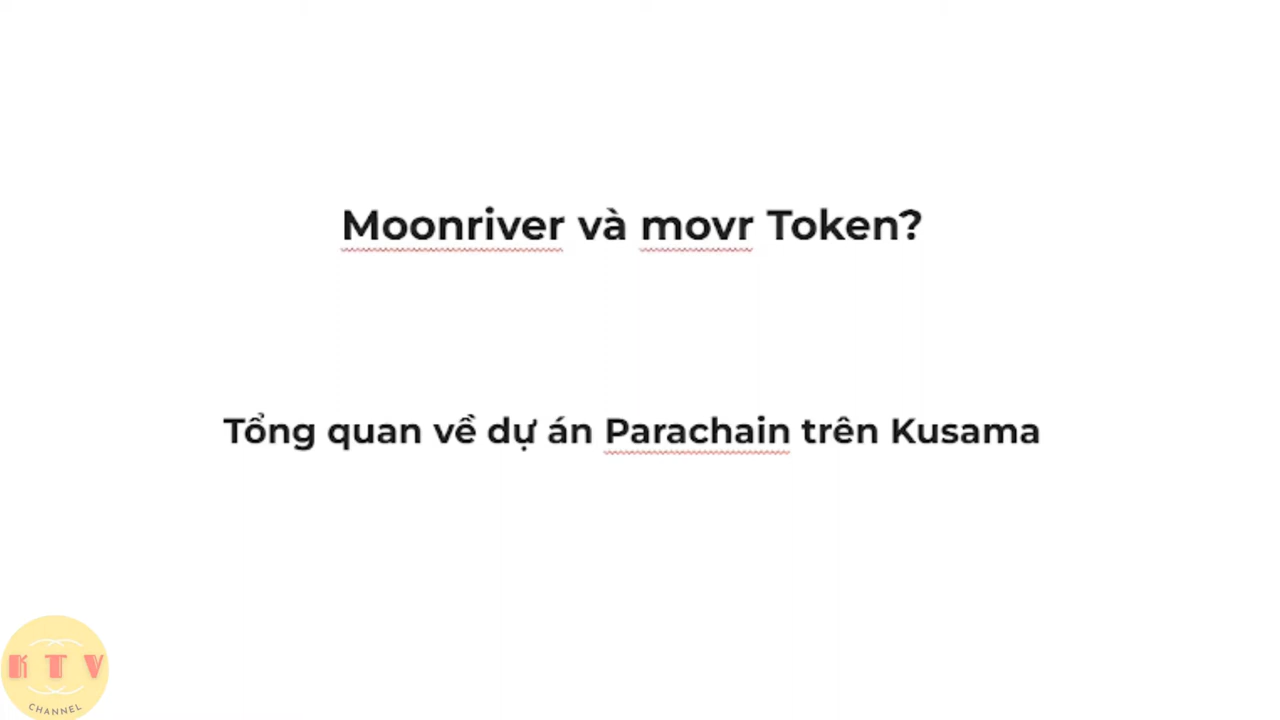 Moonriver và movr Token?
Tổng quan về dự án Parachain trên Kusama
KTV
CHANNEL